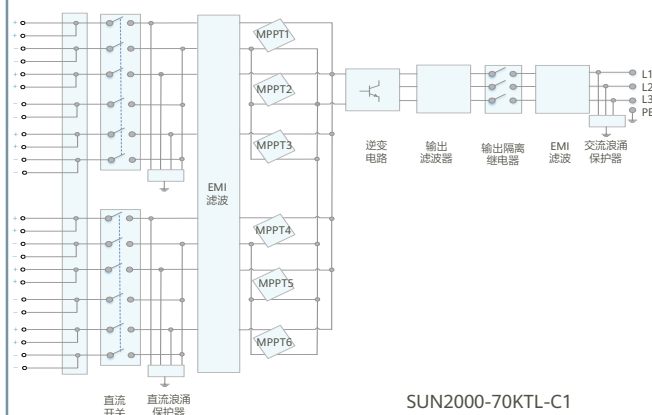 MPPT1
MPPT2
MPPT3
MPPT4
MPPT5
MPPT6
EMI
滤波
逆变
电路
输出
滤波器
输出隔离
继电器
EMI
滤波
交流浪涌
保护器
L1
L2
L3
PE
直流
开关
直流浪涌
保护器
SUN2000-70KTL-C1